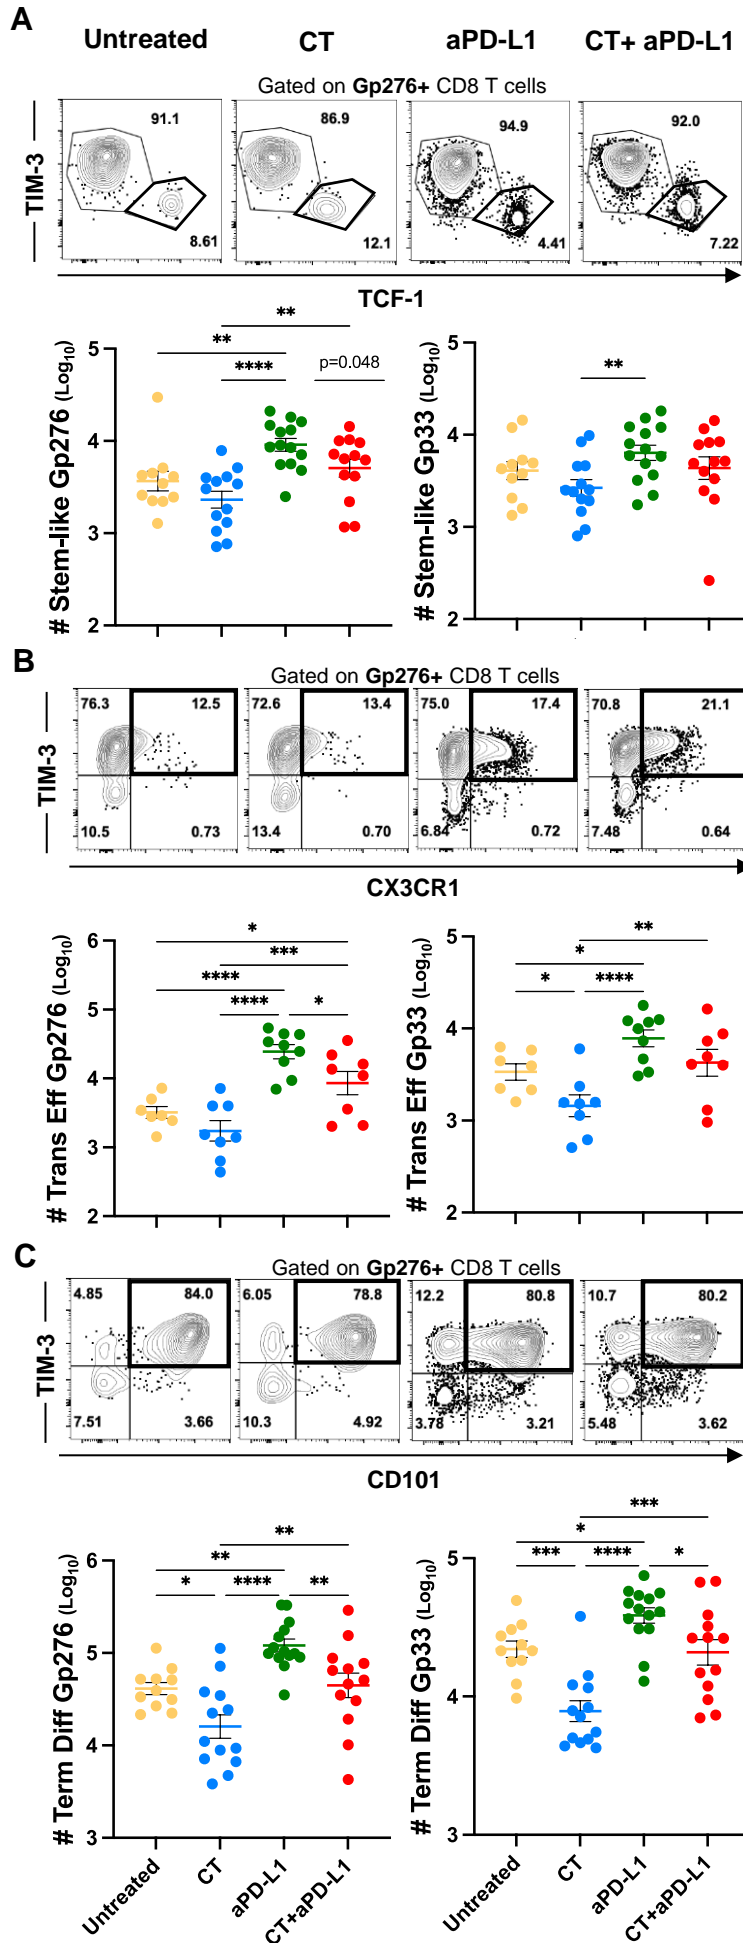 A
Untreated CT aPD-L1 CT+ aPD-L1
Gated on Gp276+ CD8 T cells
TIM-3
91.1 86.9 94.9 92.0
8.61 12.1 4.41 7.22
TCF-1
# Stem-like Gp276 (Log10)
5
4
3
2
**
**
****
p=0.048
# Stem-like Gp33 (Log10)
5
4
3
2
**
B
Gated on Gp276+ CD8 T cells
TIM-3
76.3 12.5 72.6 13.4 75.0 17.4 70.8 21.1
10.5 0.73 13.4 0.70 6.84 0.72 7.48 0.64
CX3CR1
# Trans Eff Gp276 (Log10)
6
5
4
3
2
*
***
****
**** *
# Trans Eff Gp33 (Log10)
5
4
3
2
**
*
* ****
C
Gated on Gp276+ CD8 T cells
TIM-3
4.85 84.0 6.05 78.8 12.2 80.8 10.7 80.2
7.51 3.66 10.3 4.92 3.78 3.21 5.48 3.62
CD101
# Term Diff Gp276 (Log10)
6
5
4
3
**
**
* **** **
Untreated CT aPD-L1 CT+aPD-L1
# Term Diff Gp33 (Log10)
5
4
3
***
*
*** **** *
Untreated CT aPD-L1 CT+aPD-L1